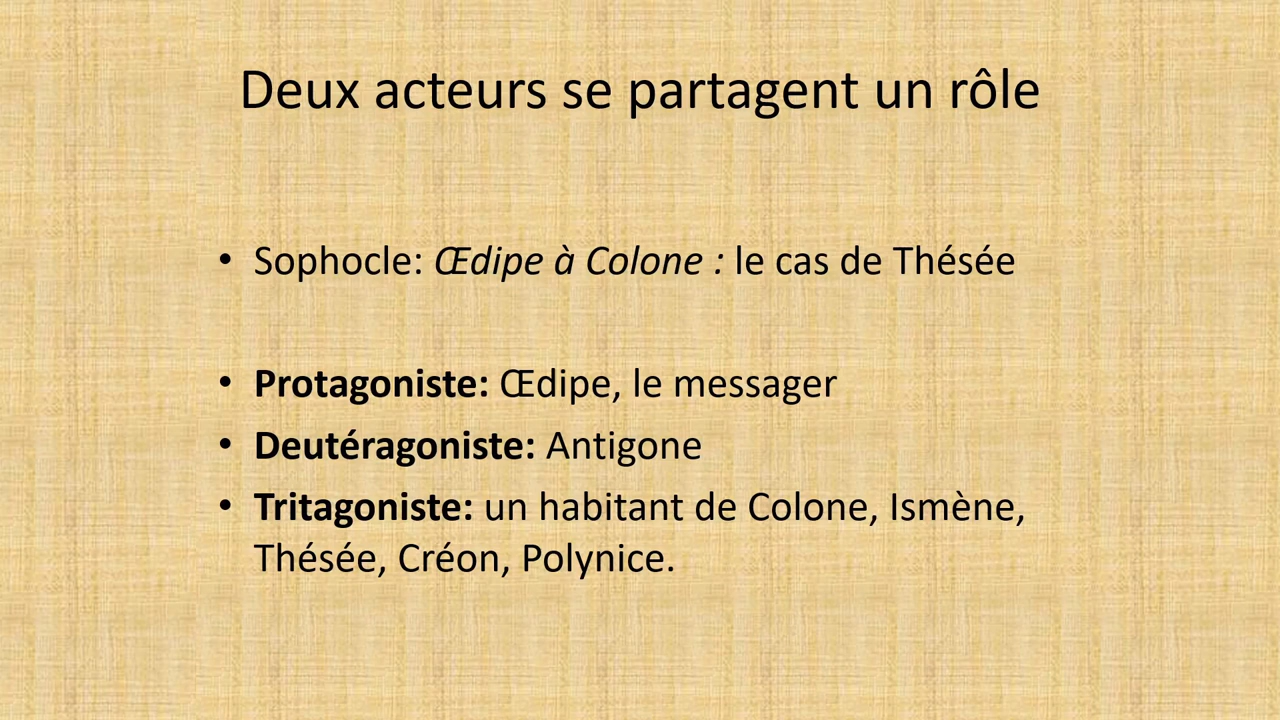 Deux acteurs se partagent un rôle
• Sophocle: Œdipe à Colone : le cas de Thésée
• Protagoniste: Œdipe, le messager
• Deutéragoniste: Antigone
• Tritagoniste: un habitant de Colone, Ismène,
Thésée, Créon, Polynice.